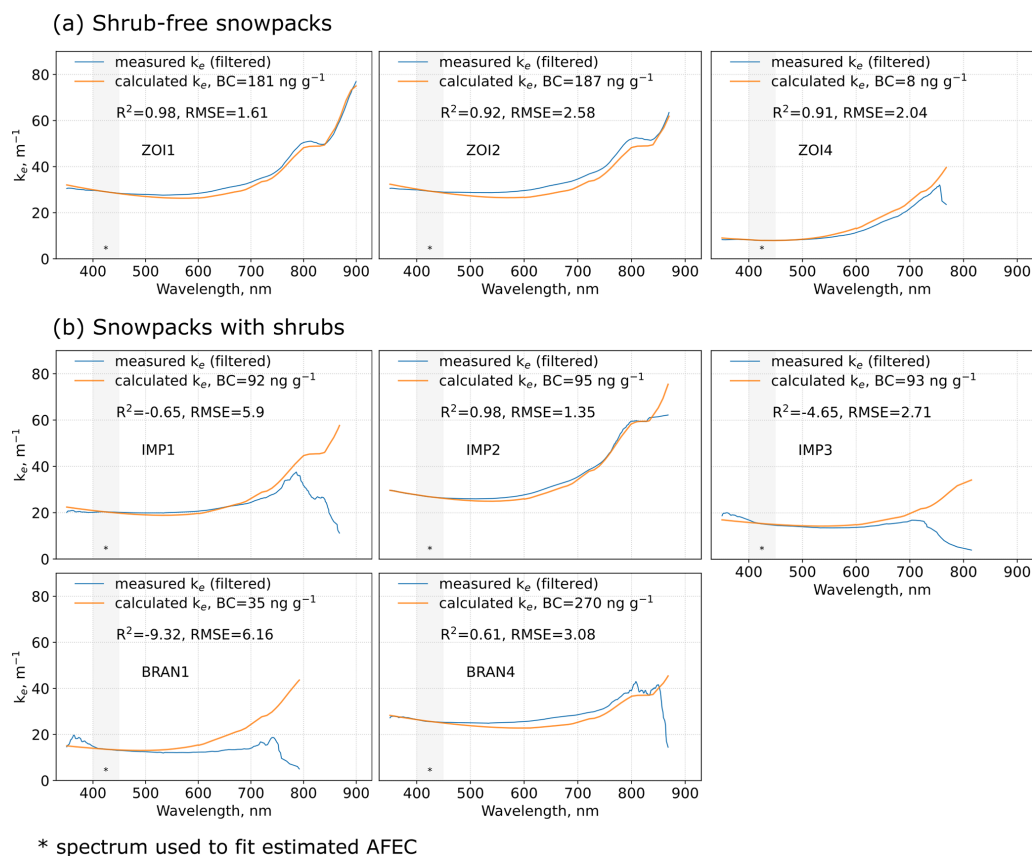 (a) Shrub-free snowpacks
measured kₑ (filtered)
calculated kₑ, BC=181 ng g⁻¹
R²=0.98, RMSE=1.61
ZOI1
80
60
40
20
0
kₑ, m⁻¹
*
400 500 600 700 800 900
Wavelength, nm
measured kₑ (filtered)
calculated kₑ, BC=187 ng g⁻¹
R²=0.92, RMSE=2.58
ZOI2
*
400 500 600 700 800 900
Wavelength, nm
measured kₑ (filtered)
calculated kₑ, BC=8 ng g⁻¹
R²=0.91, RMSE=2.04
ZOI4
*
400 500 600 700 800 900
Wavelength, nm
(b) Snowpacks with shrubs
measured kₑ (filtered)
calculated kₑ, BC=92 ng g⁻¹
R²=-0.65, RMSE=5.9
IMP1
80
60
40
20
0
kₑ, m⁻¹
*
measured kₑ (filtered)
calculated kₑ, BC=95 ng g⁻¹
R²=0.98, RMSE=1.35
IMP2
*
measured kₑ (filtered)
calculated kₑ, BC=93 ng g⁻¹
R²=-4.65, RMSE=2.71
IMP3
*
400 500 600 700 800 900
Wavelength, nm
measured kₑ (filtered)
calculated kₑ, BC=35 ng g⁻¹
R²=-9.32, RMSE=6.16
BRAN1
80
60
40
20
0
kₑ, m⁻¹
*
400 500 600 700 800 900
Wavelength, nm
measured kₑ (filtered)
calculated kₑ, BC=270 ng g⁻¹
R²=0.61, RMSE=3.08
BRAN4
*
400 500 600 700 800 900
Wavelength, nm
* spectrum used to fit estimated AFEC